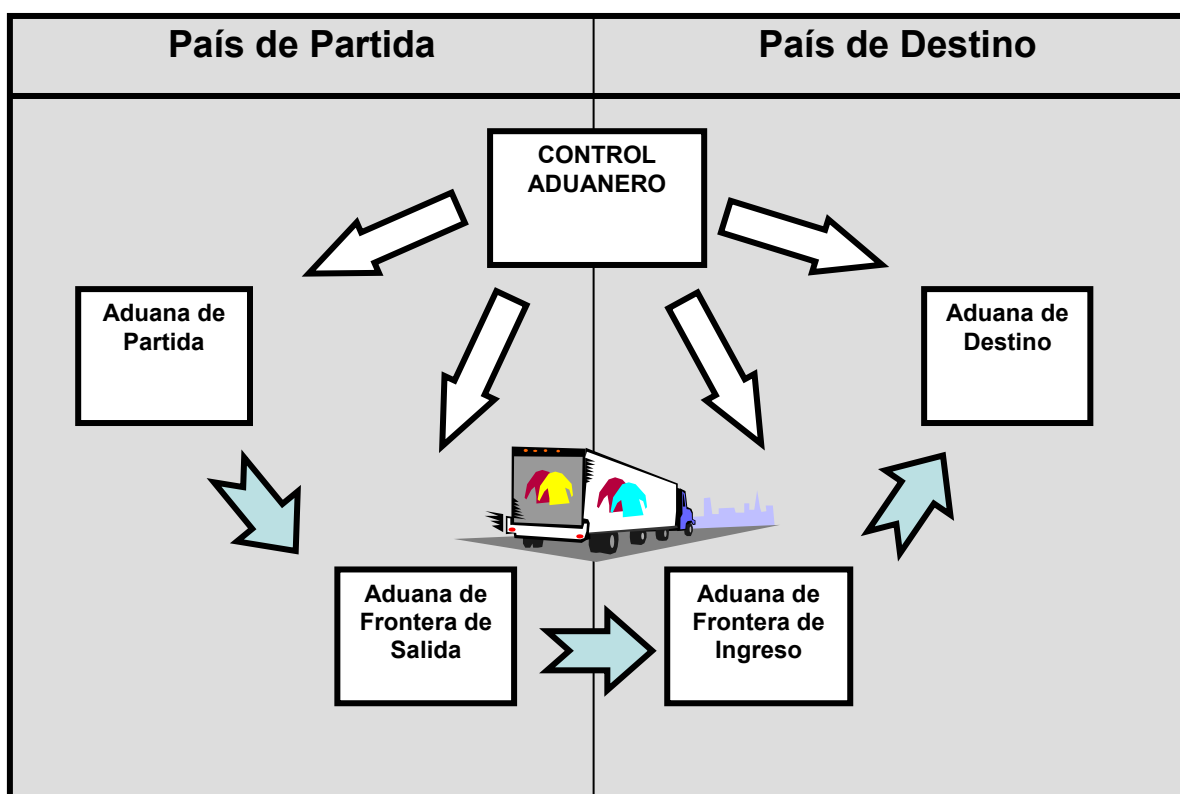 País de Partida
País de Destino
CONTROL
ADUANERO
Aduana de
Partida
Aduana de
Destino
Aduana de
Frontera de
Salida
Aduana de
Frontera de
Ingreso